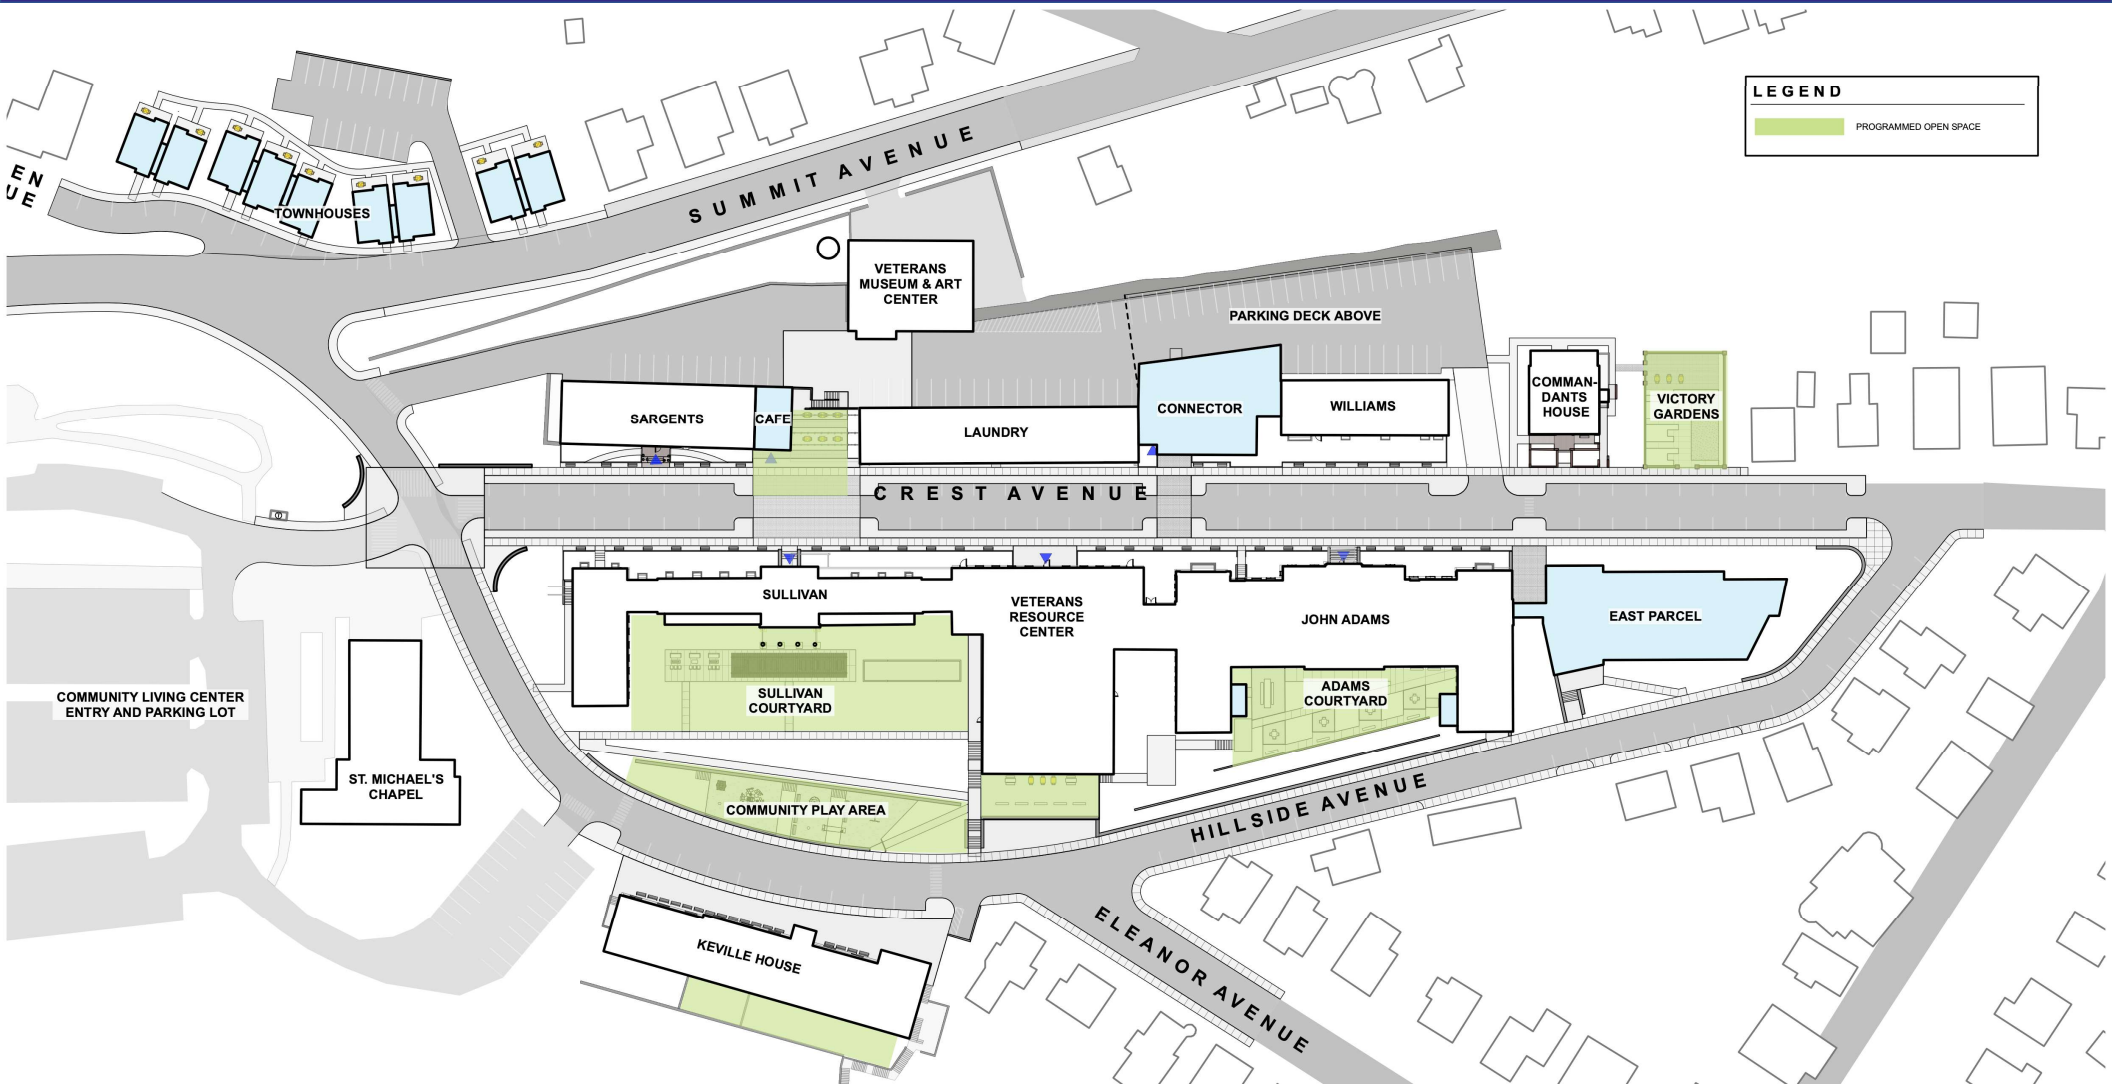 LEGEND
PROGRAMMED OPEN SPACE
SUMMIT AVENUE
EN
UE
TOWNHOUSES
VETERANS
MUSEUM & ART
CENTER
PARKING DECK ABOVE
SARGENTS
CAFE
LAUNDRY
CONNECTOR
WILLIAMS
COMMAN-
DANTS
HOUSE
VICTORY
GARDENS
CREST AVENUE
SULLIVAN
VETERANS
RESOURCE
CENTER
JOHN ADAMS
EAST PARCEL
SULLIVAN
COURTYARD
ADAMS
COURTYARD
COMMUNITY LIVING CENTER
ENTRY AND PARKING LOT
ST. MICHAEL'S
CHAPEL
COMMUNITY PLAY AREA
HILLSIDE AVENUE
KEVILLE HOUSE
ELEANOR AVENUE